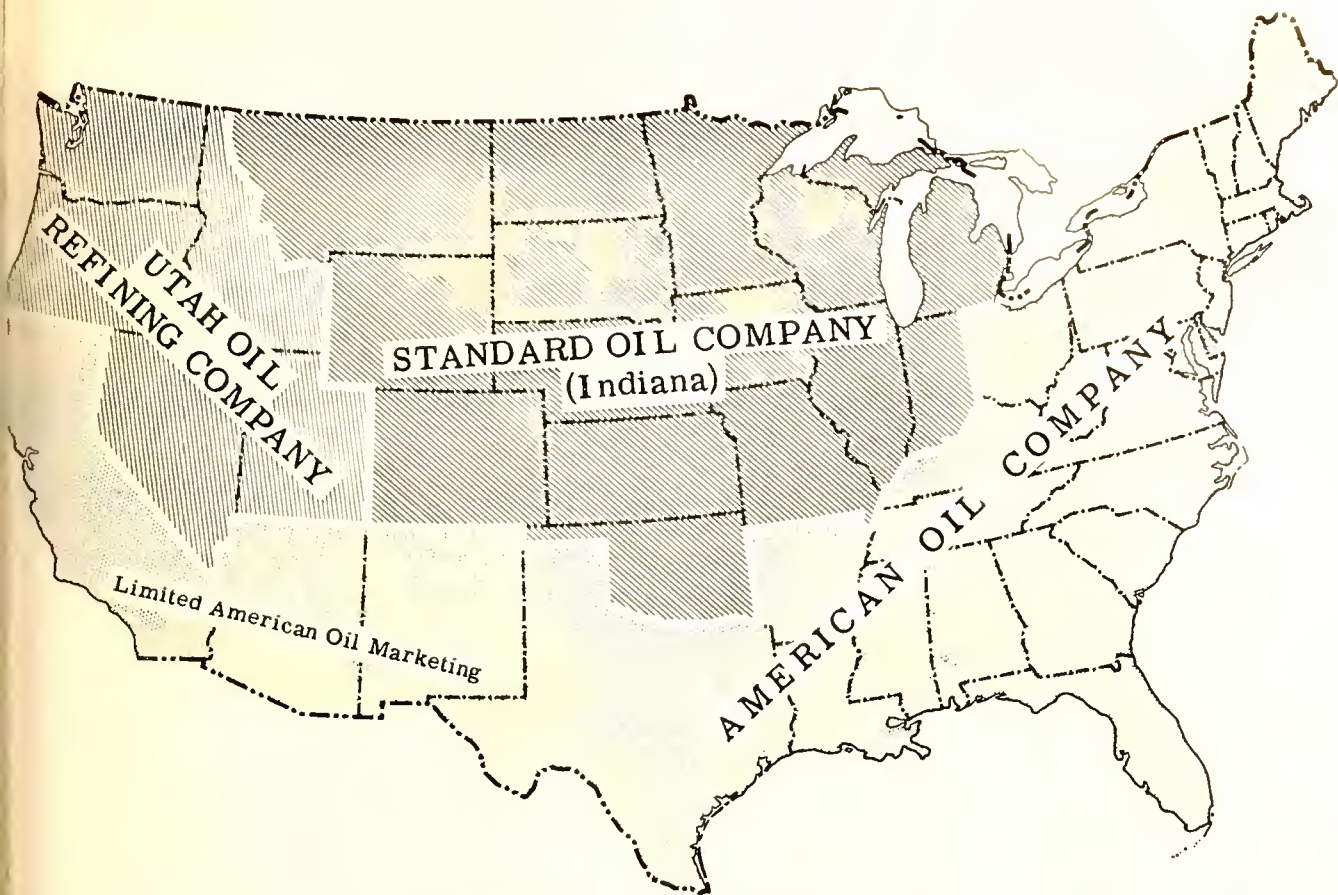 UTAH OIL
REFINING COMPANY
STANDARD OIL COMPANY
(Indiana)
AMERICAN OIL COMPANY
Limited American Oil Marketing